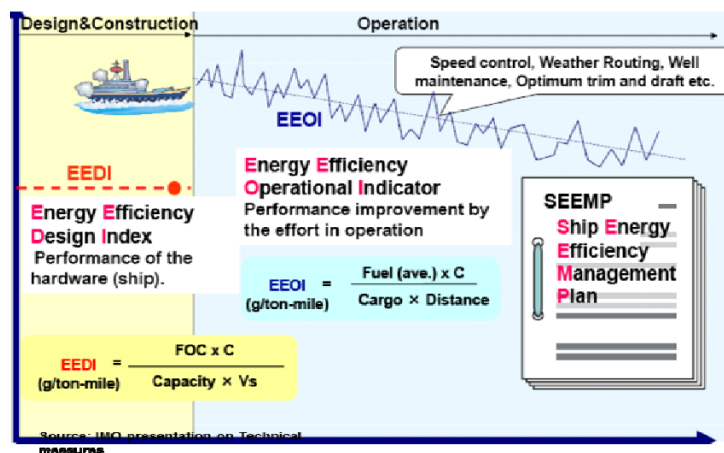 Design&Construction
Operation
Speed control, Weather Routing, Well
maintenance, Optimum trim and draft etc.
EEOI
EEDI
Energy Efficiency
Design Index
Performance of the
hardware (ship).
Energy Efficiency
Operational Indicator
Performance improvement by
the effort in operation
EEOI = Fuel (ave.) x C
(g/ton-mile) Cargo × Distance
SEEMP
Ship Energy
Efficiency
Management
Plan
EEDI = FOC x C
(g/ton-mile) Capacity × Vs
Source: IMO presentation on Technical
measures